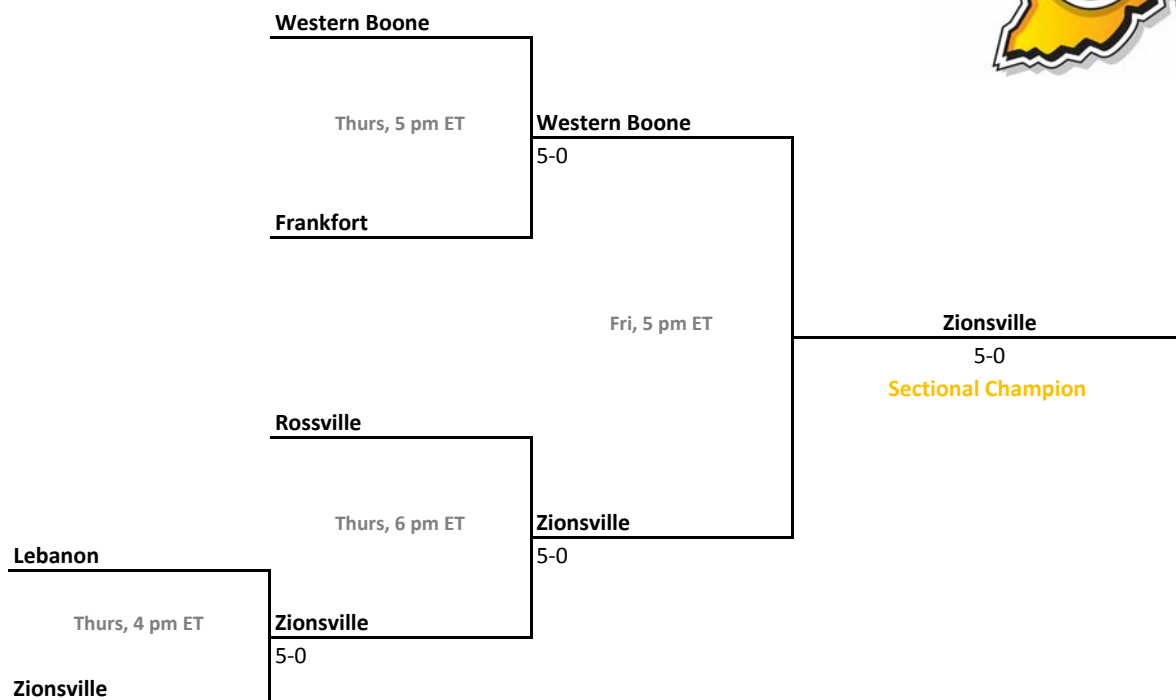 Western Boone
Thurs, 5 pm ET
Western Boone
5-0
Frankfort
Fri, 5 pm ET
Zionsville
5-0
Sectional Champion
Rossville
Thurs, 6 pm ET
Zionsville
5-0
Lebanon
Thurs, 4 pm ET
Zionsville
5-0
Zionsville